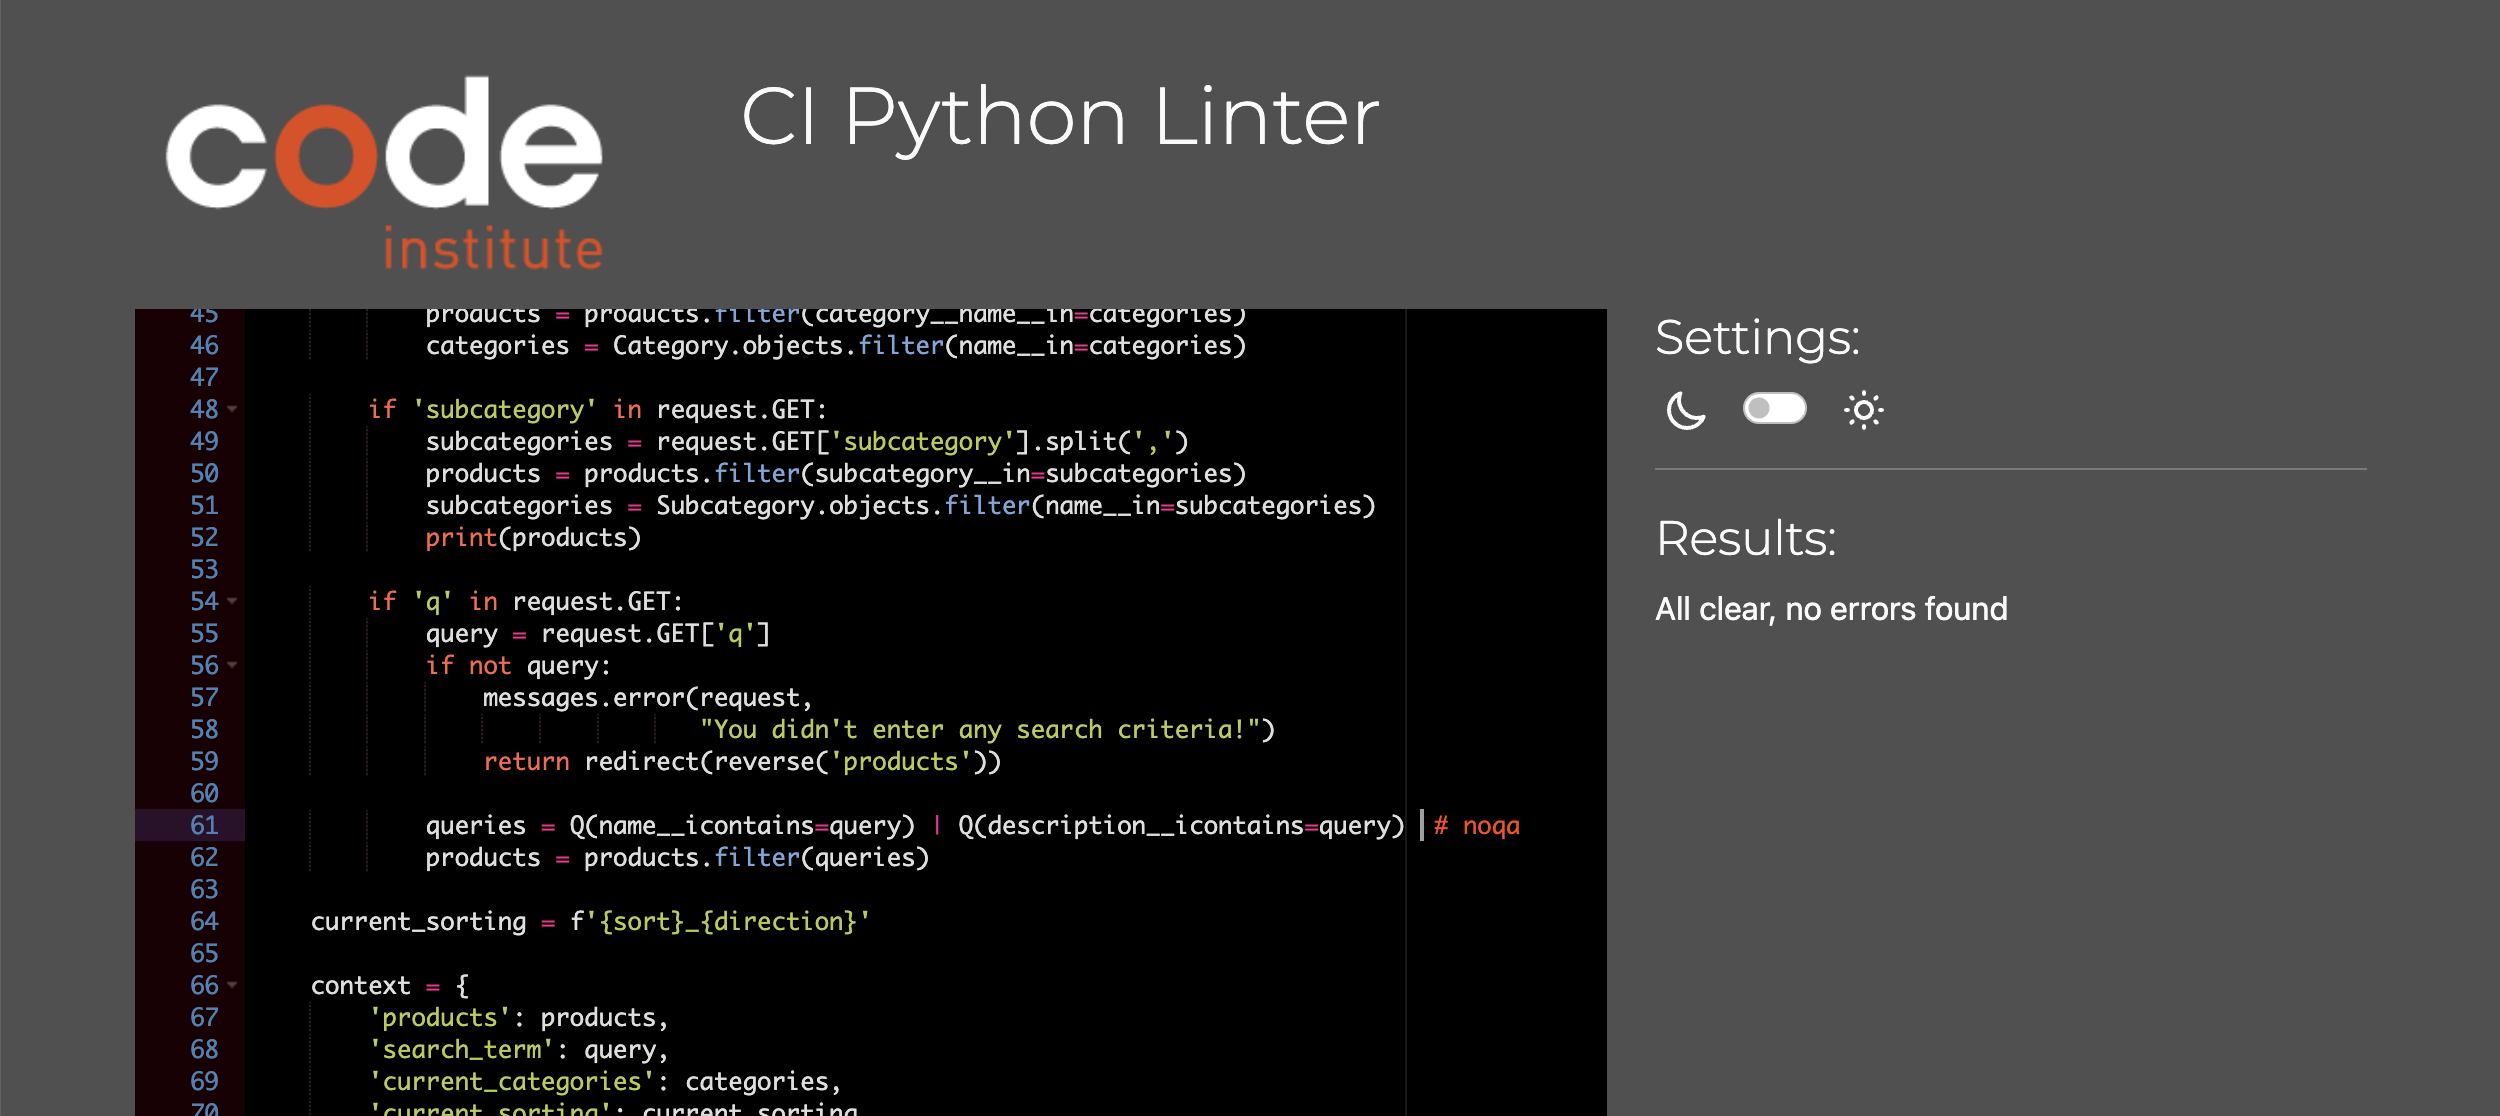 code
institute
CI Python Linter
45 products = products.filter(category__name__in=categories)
46 categories = Category.objects.filter(name__in=categories)
47
48 if 'subcategory' in request.GET:
49 subcategories = request.GET['subcategory'].split(',')
50 products = products.filter(subcategory__in=subcategories)
51 subcategories = Subcategory.objects.filter(name__in=subcategories)
52 print(products)
53
54 if 'q' in request.GET:
55 query = request.GET['q']
56 if not query:
57 messages.error(request,
58 "You didn't enter any search criteria!")
59 return redirect(reverse('products'))
60
61 queries = Q(name__icontains=query) | Q(description__icontains=query) # noqa
62 products = products.filter(queries)
63
64 current_sorting = f'{sort}_{direction}'
65
66 context = {
67 'products': products,
68 'search_term': query,
69 'current_categories': categories,
70 'current_sorting': current_sorting
Settings:
Results:
All clear, no errors found